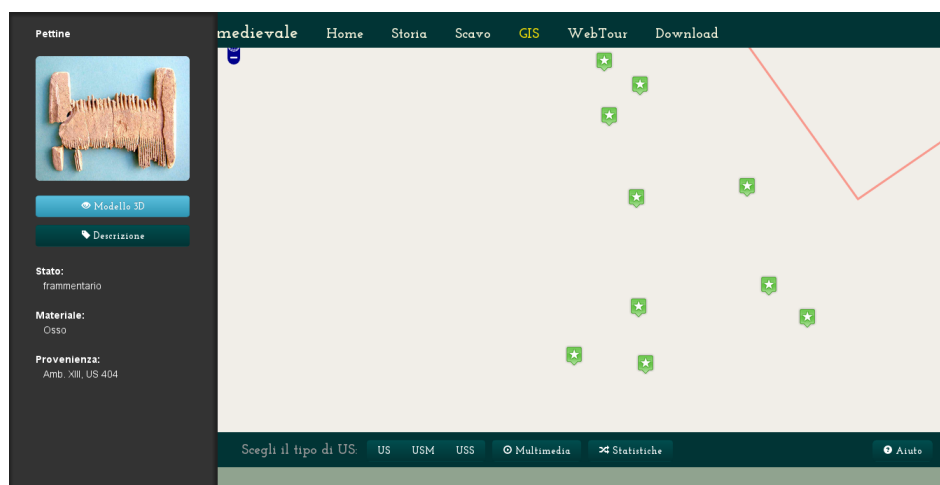 Pettine
medievale Home Storia Scavo GIS WebTour Download
Modello 3D
Descrizione
Stato:
frammentario
Materiale:
Osso
Provenienza:
Amb. XIII, US 404
Scegli il tipo di US: US USM USS Multimedia Statistiche Aiuto